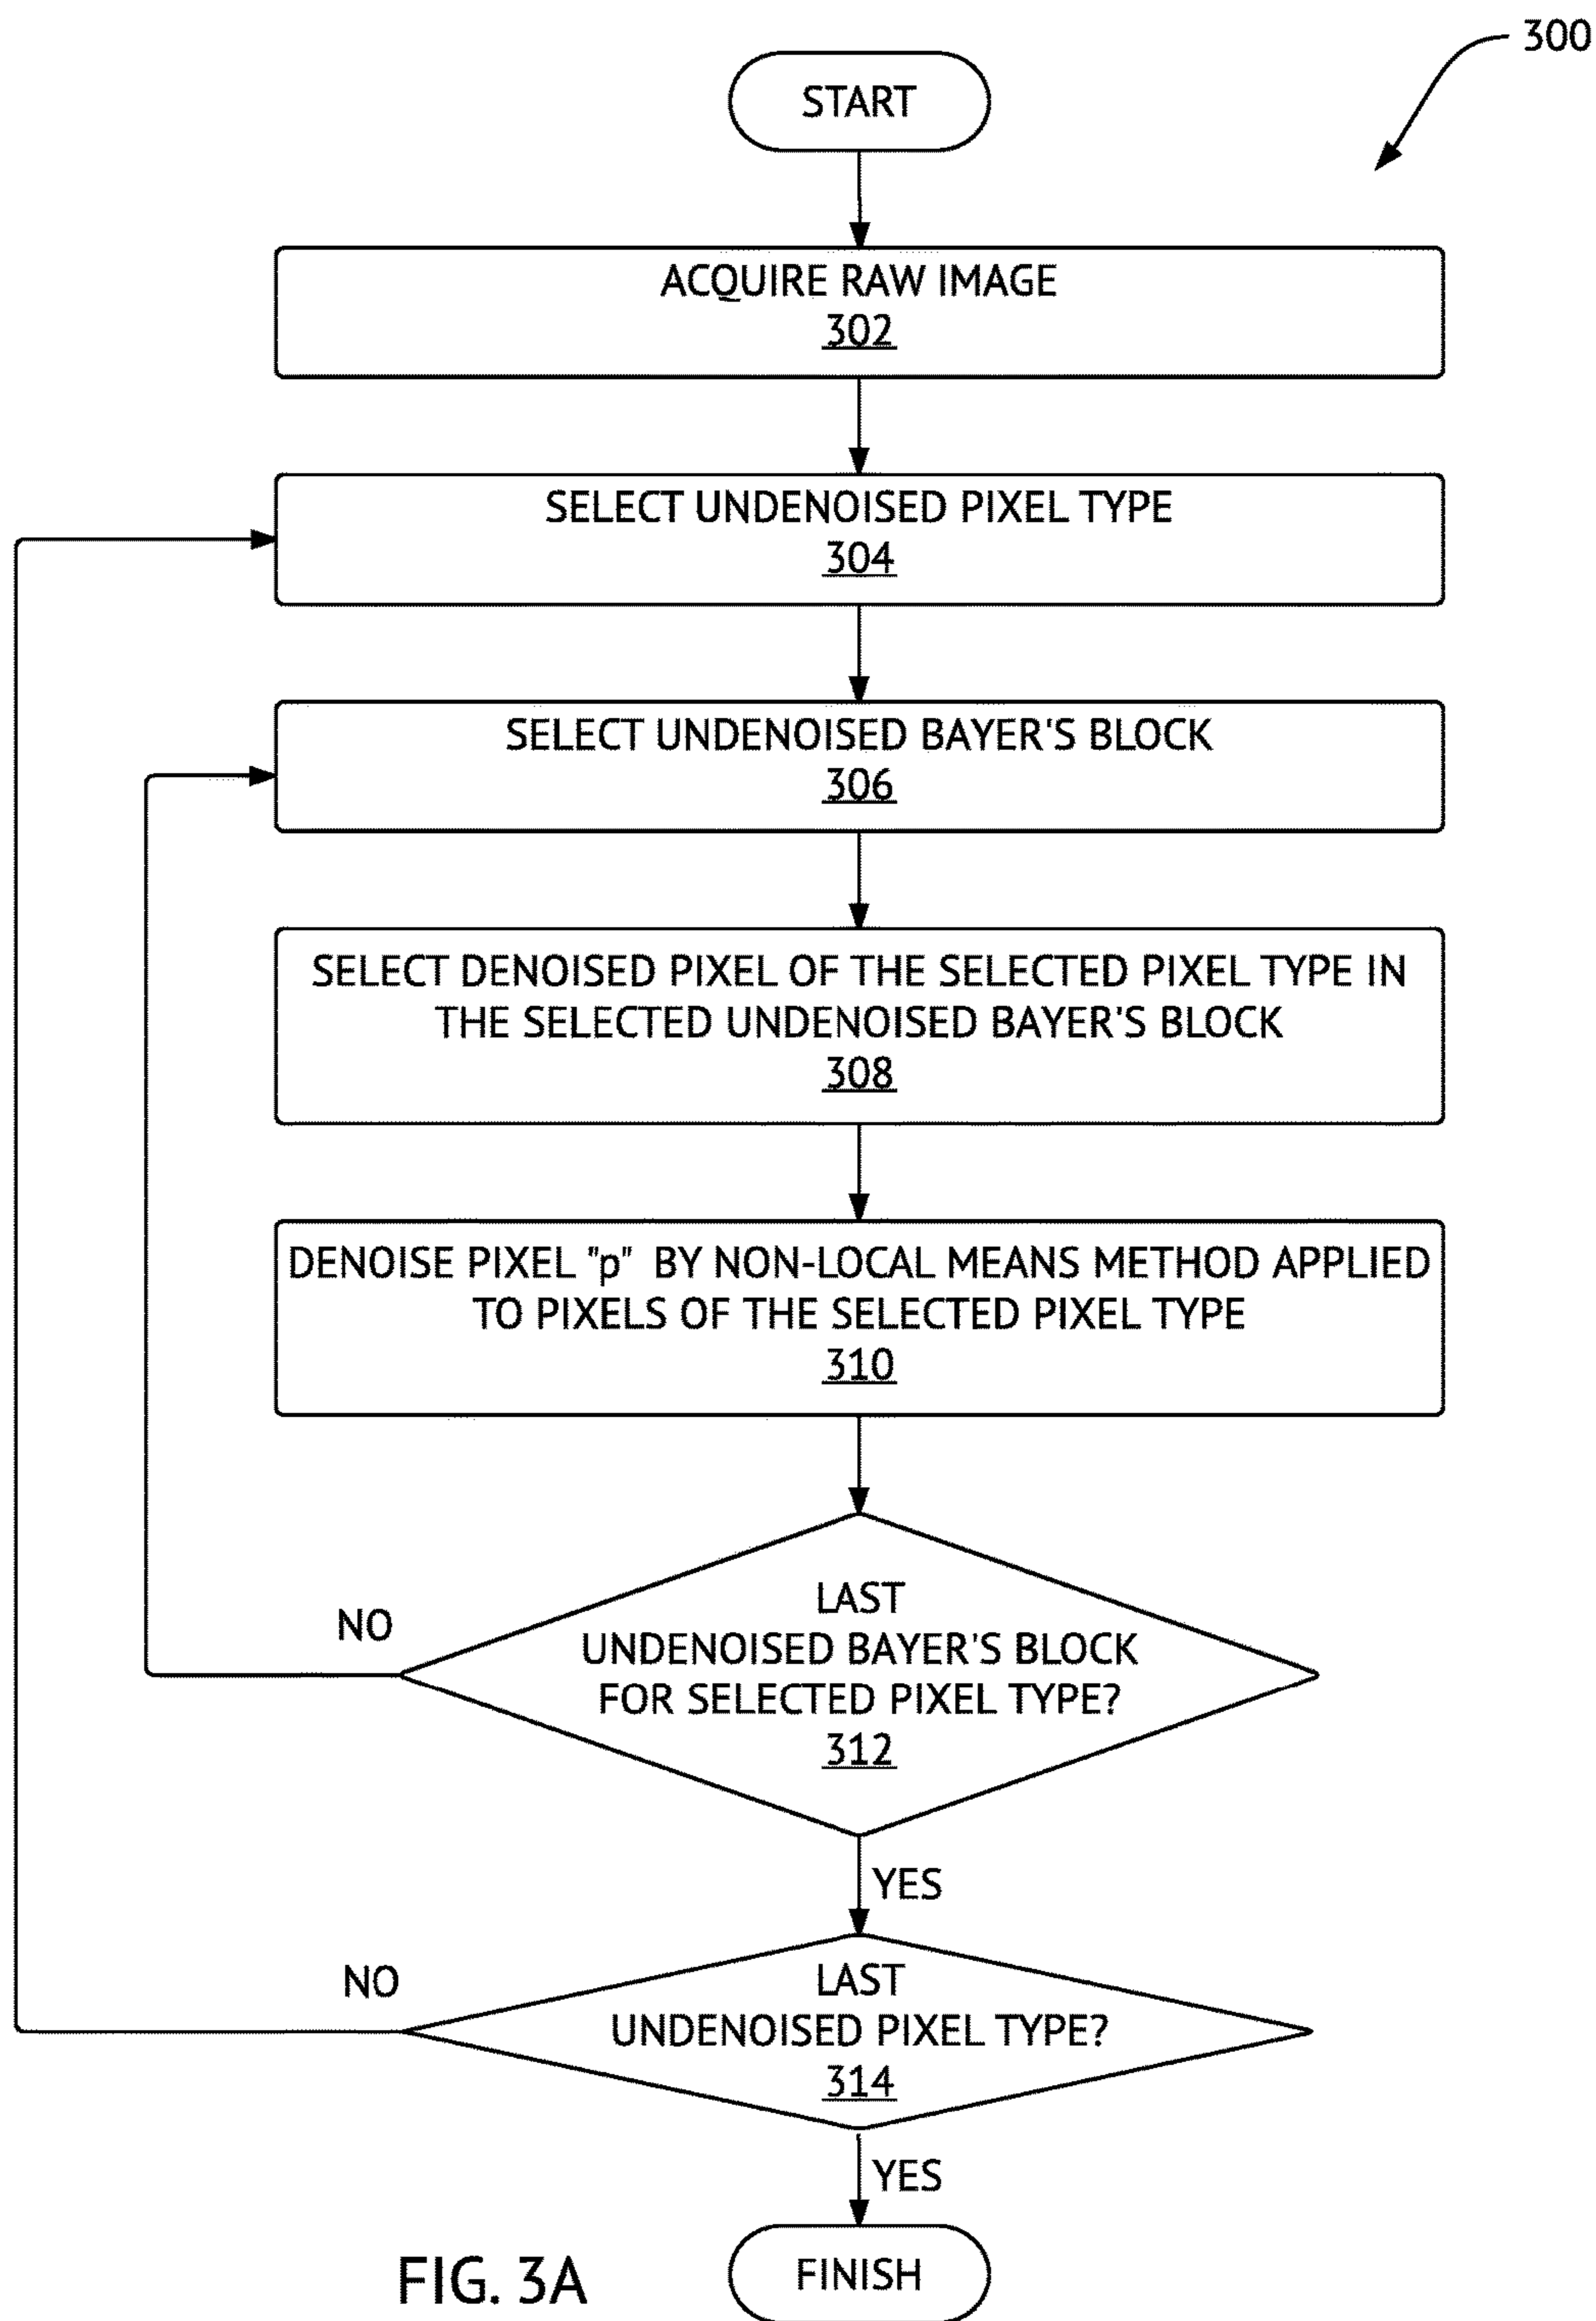 300
START
ACQUIRE RAW IMAGE
302
SELECT UNDENOISED PIXEL TYPE
304
SELECT UNDENOISED BAYER'S BLOCK
306
SELECT DENOISED PIXEL OF THE SELECTED PIXEL TYPE IN
THE SELECTED UNDENOISED BAYER'S BLOCK
308
DENOISE PIXEL "p" BY NON-LOCAL MEANS METHOD APPLIED
TO PIXELS OF THE SELECTED PIXEL TYPE
310
LAST
UNDENOISED BAYER'S BLOCK
FOR SELECTED PIXEL TYPE?
312
NO
YES
LAST
UNDENOISED PIXEL TYPE?
314
NO
YES
FINISH
FIG. 3A